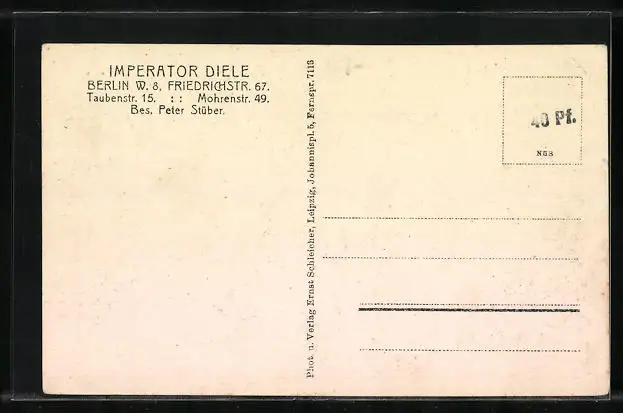 IMPERATOR DIELE
BERLIN W. 8, FRIEDRICHSTR. 67.
Taubenstr. 15. : : Mohrenstr. 49.
Bes. Peter Stüber.
Phot. u. Verlag Ernst Schleicher, Leipzig, Johannispl. 5, Fernspr. 7113
40 Pf.
NGB